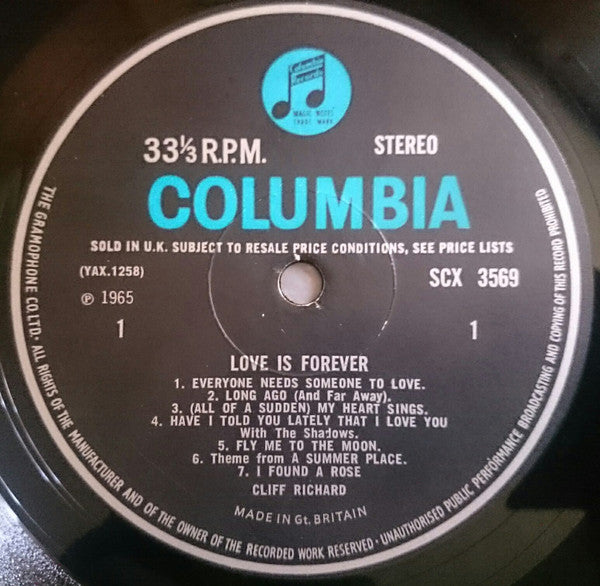 Columbia
Records
MAGIC NOTES
TRADE MARK
33⅓ R.P.M.
STEREO
COLUMBIA
SOLD IN U.K. SUBJECT TO RESALE PRICE CONDITIONS, SEE PRICE LISTS
(YAX.1258)
SCX 3569
℗ 1965
1
1
LOVE IS FOREVER
1. EVERYONE NEEDS SOMEONE TO LOVE.
2. LONG AGO (And Far Away).
3. (ALL OF A SUDDEN) MY HEART SINGS.
4. HAVE I TOLD YOU LATELY THAT I LOVE YOU
With The Shadows.
5. FLY ME TO THE MOON.
6. Theme from A SUMMER PLACE.
7. I FOUND A ROSE
CLIFF RICHARD
MADE IN Gt. BRITAIN
THE GRAMOPHONE CO. LTD. · ALL RIGHTS OF THE MANUFACTURER AND OF THE OWNER OF THE RECORDED WORK RESERVED · UNAUTHORISED PUBLIC PERFORMANCE BROADCASTING AND COPYING OF THIS RECORD PROHIBITED